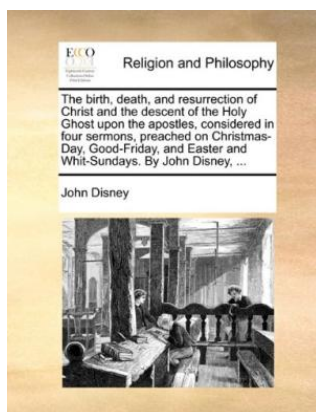 ECCO
Religion and Philosophy
The birth, death, and resurrection of
Christ and the descent of the Holy
Ghost upon the apostles, considered in
four sermons, preached on Christmas-
Day, Good-Friday, and Easter and
Whit-Sundays. By John Disney, ...
John Disney